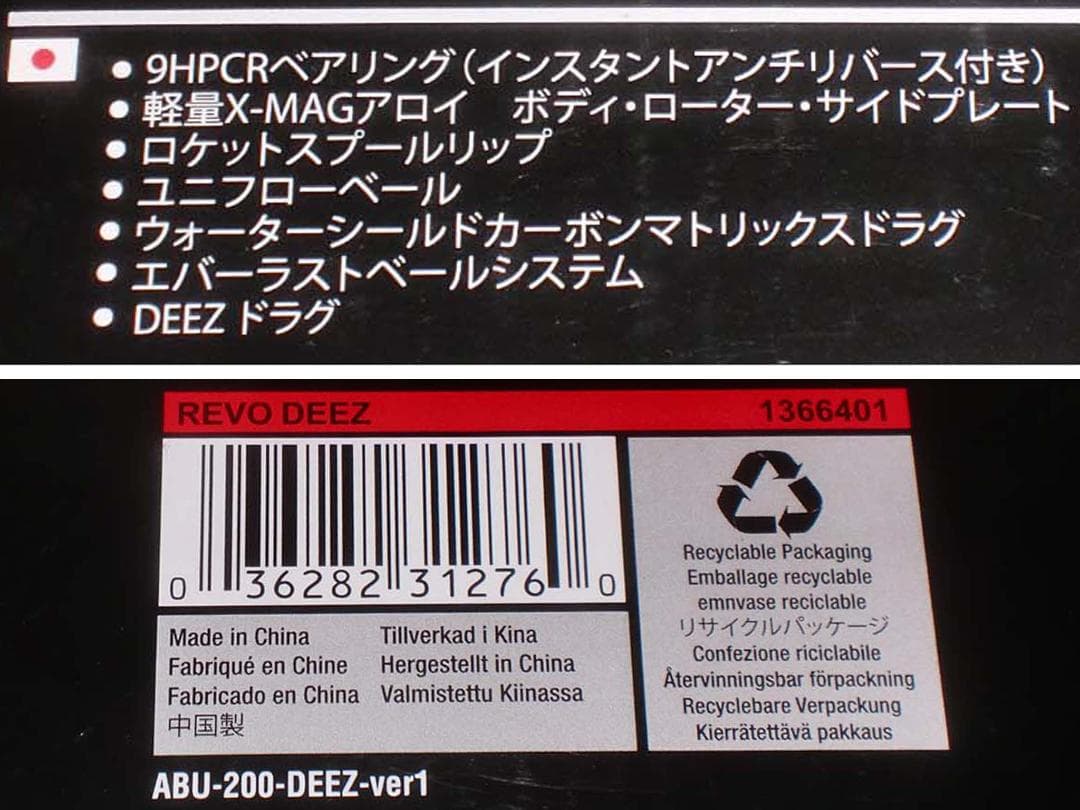 ● 9HPCRベアリング（インスタントアンチリバース付き）
● 軽量X-MAGアロイ　ボディ・ローター・サイドプレート
● ロケットスプールリップ
● ユニフローベール
● ウォーターシールドカーボンマトリックスドラグ
● エバーラストベールシステム
● DEEZ ドラグ
REVO DEEZ 1366401
0 36282 31276 0
Made in China
Fabriqué en Chine
Fabricado en China
中国製
Tillverkad i Kina
Hergestellt in China
Valmistettu Kiinassa
Recyclable Packaging
Emballage recyclable
emnvase reciclable
リサイクルパッケージ
Confezione riciclabile
Återvinningsbar förpackning
Recyclebare Verpackung
Kierrätettävä pakkaus
ABU-200-DEEZ-ver1